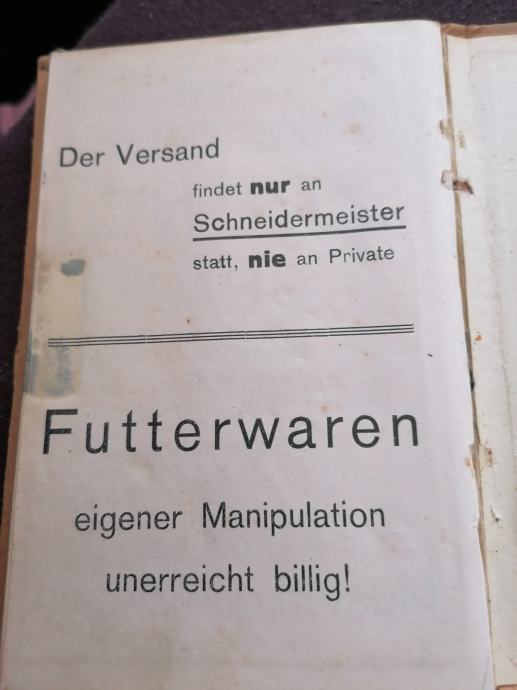 Der Versand
findet nur an
Schneidermeister
statt, nie an Private
Futterwaren
eigener Manipulation
unerreicht billig!